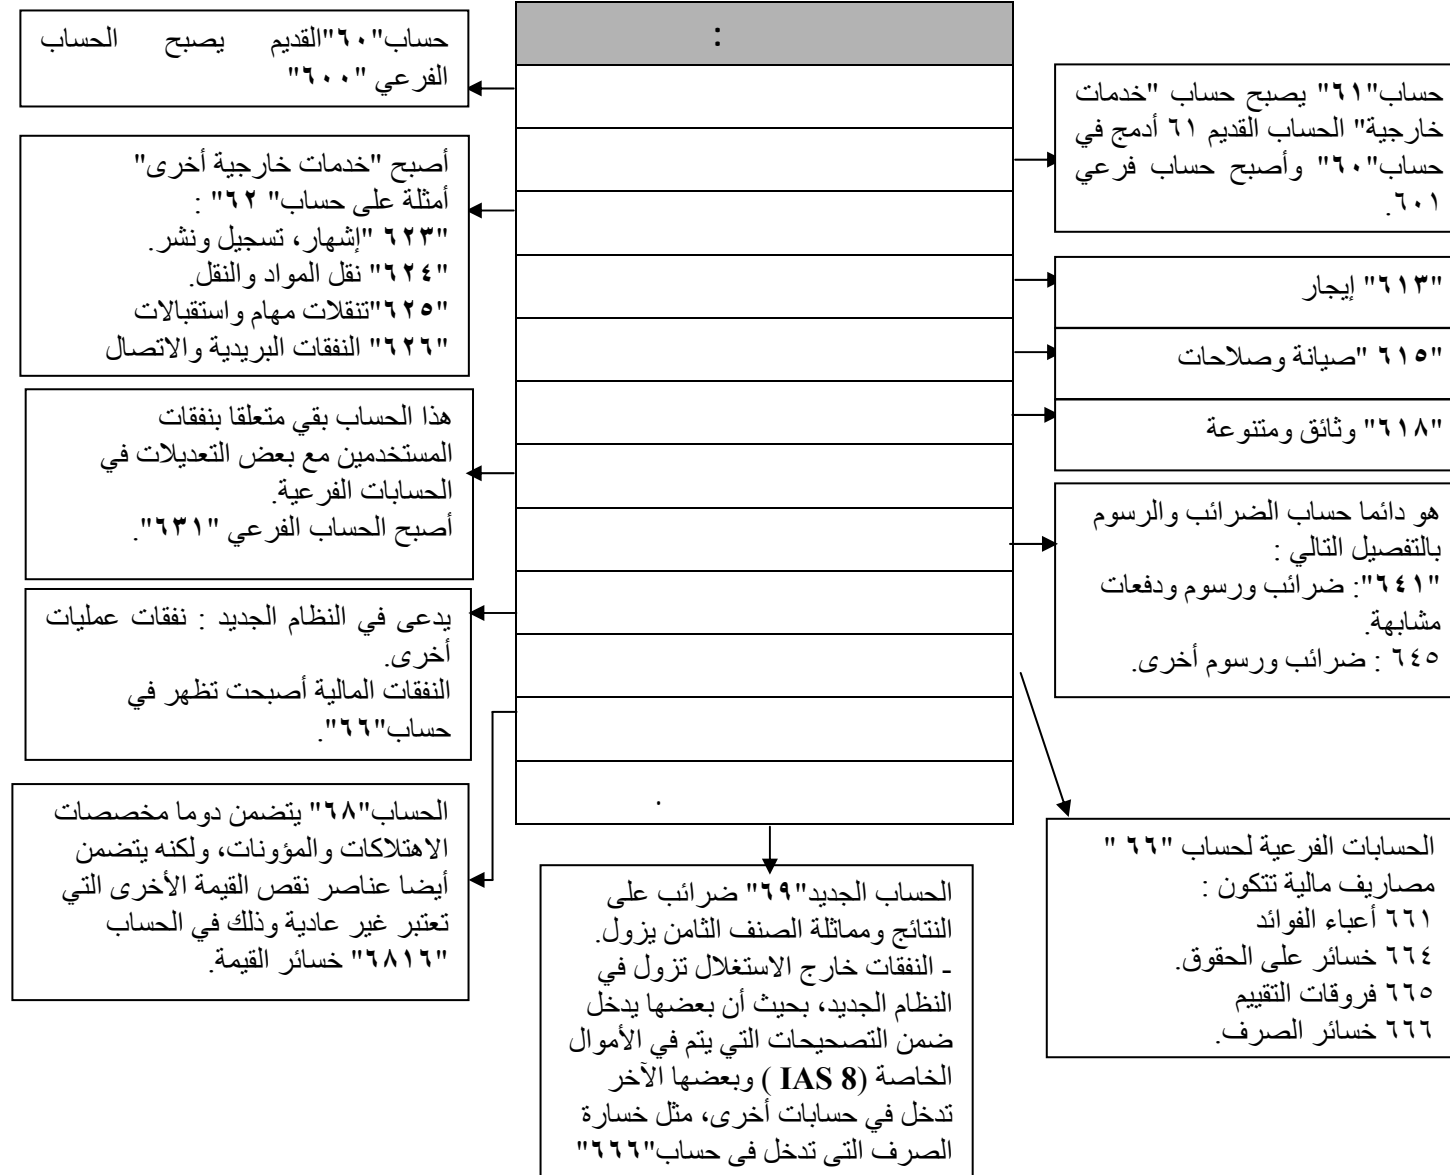 :
حساب"٦٠"القديم يصبح الحساب
الفرعي "٦٠٠"
حساب"٦١" يصبح حساب "خدمات
خارجية" الحساب القديم ٦١ أدمج في
حساب"٦٠" وأصبح حساب فرعي
٦٠١.
أصبح "خدمات خارجية أخرى"
أمثلة على حساب" ٦٢" :
"٦٢٣ "إشهار، تسجيل ونشر.
"٦٢٤" نقل المواد والنقل.
"٦٢٥"تنقلات مهام واستقبالات
"٦٢٦" النفقات البريدية والاتصال
"٦١٣" إيجار
"٦١٥ "صيانة وصلاحات
"٦١٨" وثائق ومتنوعة
هذا الحساب بقي متعلقا بنفقات
المستخدمين مع بعض التعديلات في
الحسابات الفرعية.
أصبح الحساب الفرعي "٦٣١".
هو دائما حساب الضرائب والرسوم
بالتفصيل التالي :
"٦٤١": ضرائب ورسوم ودفعات
مشابهة.
٦٤٥ : ضرائب ورسوم أخرى.
يدعى في النظام الجديد : نفقات عمليات
أخرى.
النفقات المالية أصبحت تظهر في
حساب"٦٦".
.
الحساب"٦٨" يتضمن دوما مخصصات
الاهتلاكات والمؤونات، ولكنه يتضمن
أيضا عناصر نقص القيمة الأخرى التي
تعتبر غير عادية وذلك في الحساب
"٦٨١٦" خسائر القيمة.
الحسابات الفرعية لحساب "٦٦ "
مصاريف مالية تتكون :
٦٦١ أعباء الفوائد
٦٦٤ خسائر على الحقوق.
٦٦٥ فروقات التقييم
٦٦٦ خسائر الصرف.
الحساب الجديد"٦٩" ضرائب على
النتائج ومماثلة الصنف الثامن يزول.
- النفقات خارج الاستغلال تزول في
النظام الجديد، بحيث أن بعضها يدخل
ضمن التصحيحات التي يتم في الأموال
الخاصة (IAS 8 ) وبعضها الآخر
تدخل في حسابات أخرى، مثل خسارة
الصرف التي تدخل في حساب"٦٦٦"